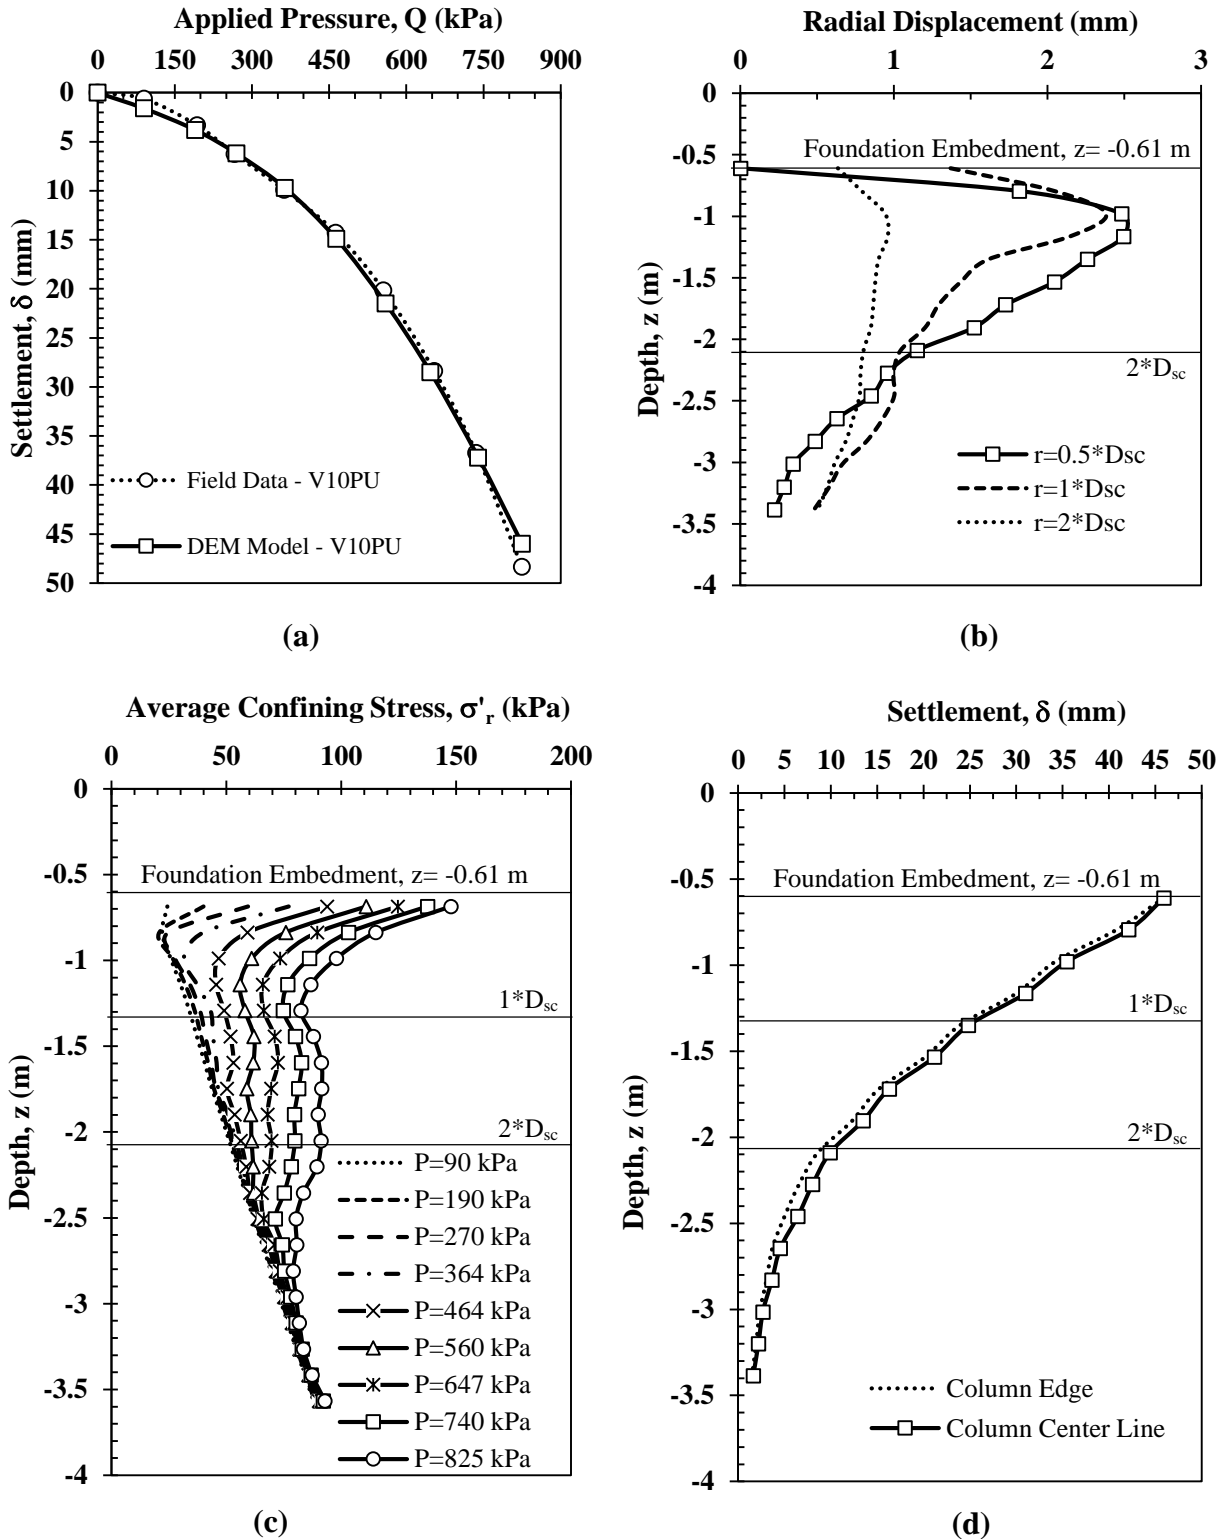 Applied Pressure, Q (kPa)
0 150 300 450 600 750 900
0
5
10
15
20
25
30
35
40
45
50
Settlement, δ (mm)
Field Data - V10PU
DEM Model - V10PU
(a)
Radial Displacement (mm)
0 1 2 3
0
-0.5
-1
-1.5
-2
-2.5
-3
-3.5
-4
Depth, z (m)
Foundation Embedment, z= -0.61 m
2*Dsc
r=0.5*Dsc
r=1*Dsc
r=2*Dsc
(b)
Average Confining Stress, σ'r (kPa)
0 50 100 150 200
0
-0.5
-1
-1.5
-2
-2.5
-3
-3.5
-4
Depth, z (m)
Foundation Embedment, z= -0.61 m
1*Dsc
2*Dsc
P=90 kPa
P=190 kPa
P=270 kPa
P=364 kPa
P=464 kPa
P=560 kPa
P=647 kPa
P=740 kPa
P=825 kPa
(c)
Settlement, δ (mm)
0 5 10 15 20 25 30 35 40 45 50
0
-0.5
-1
-1.5
-2
-2.5
-3
-3.5
-4
Depth, z (m)
Foundation Embedment, z= -0.61 m
1*Dsc
2*Dsc
Column Edge
Column Center Line
(d)